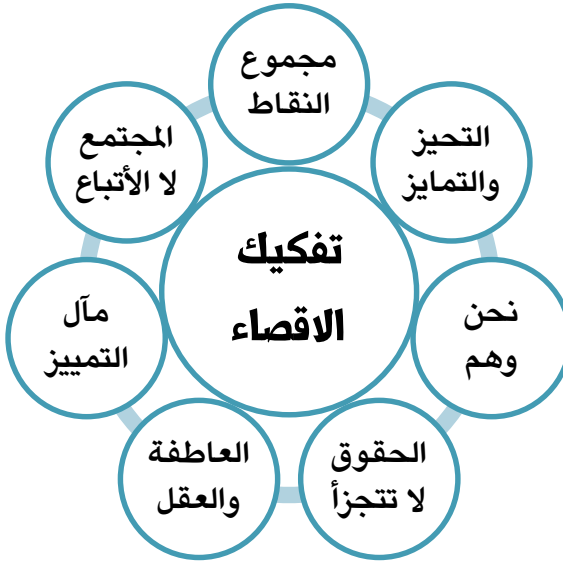 مجموع
النقاط
التحيز
والتمايز
نحن
وهم
الحقوق
لا تتجزأ
العاطفة
والعقل
مآل
التمييز
المجتمع
لا الأتباع
تفكيك
الاقصاء